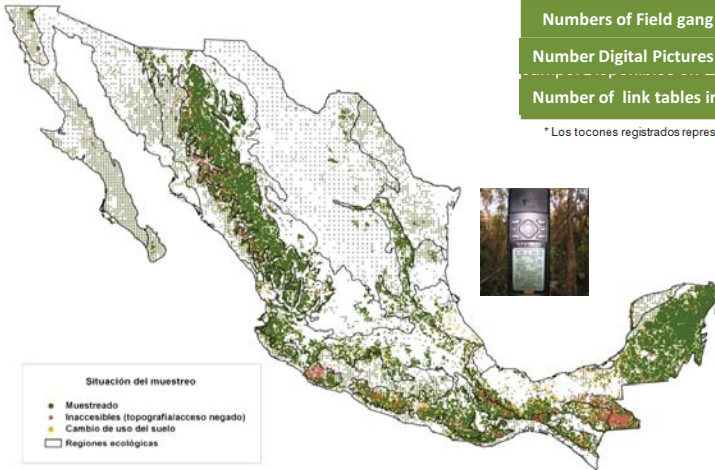 Numbers of Field gang
Number Digital Pictures
Number of link tables in
* Los tocones registrados repres
Situación del muestreo
Muestreado
Inaccesibles (topografía/acceso negado)
Cambio de uso del suelo
Regiones ecológicas